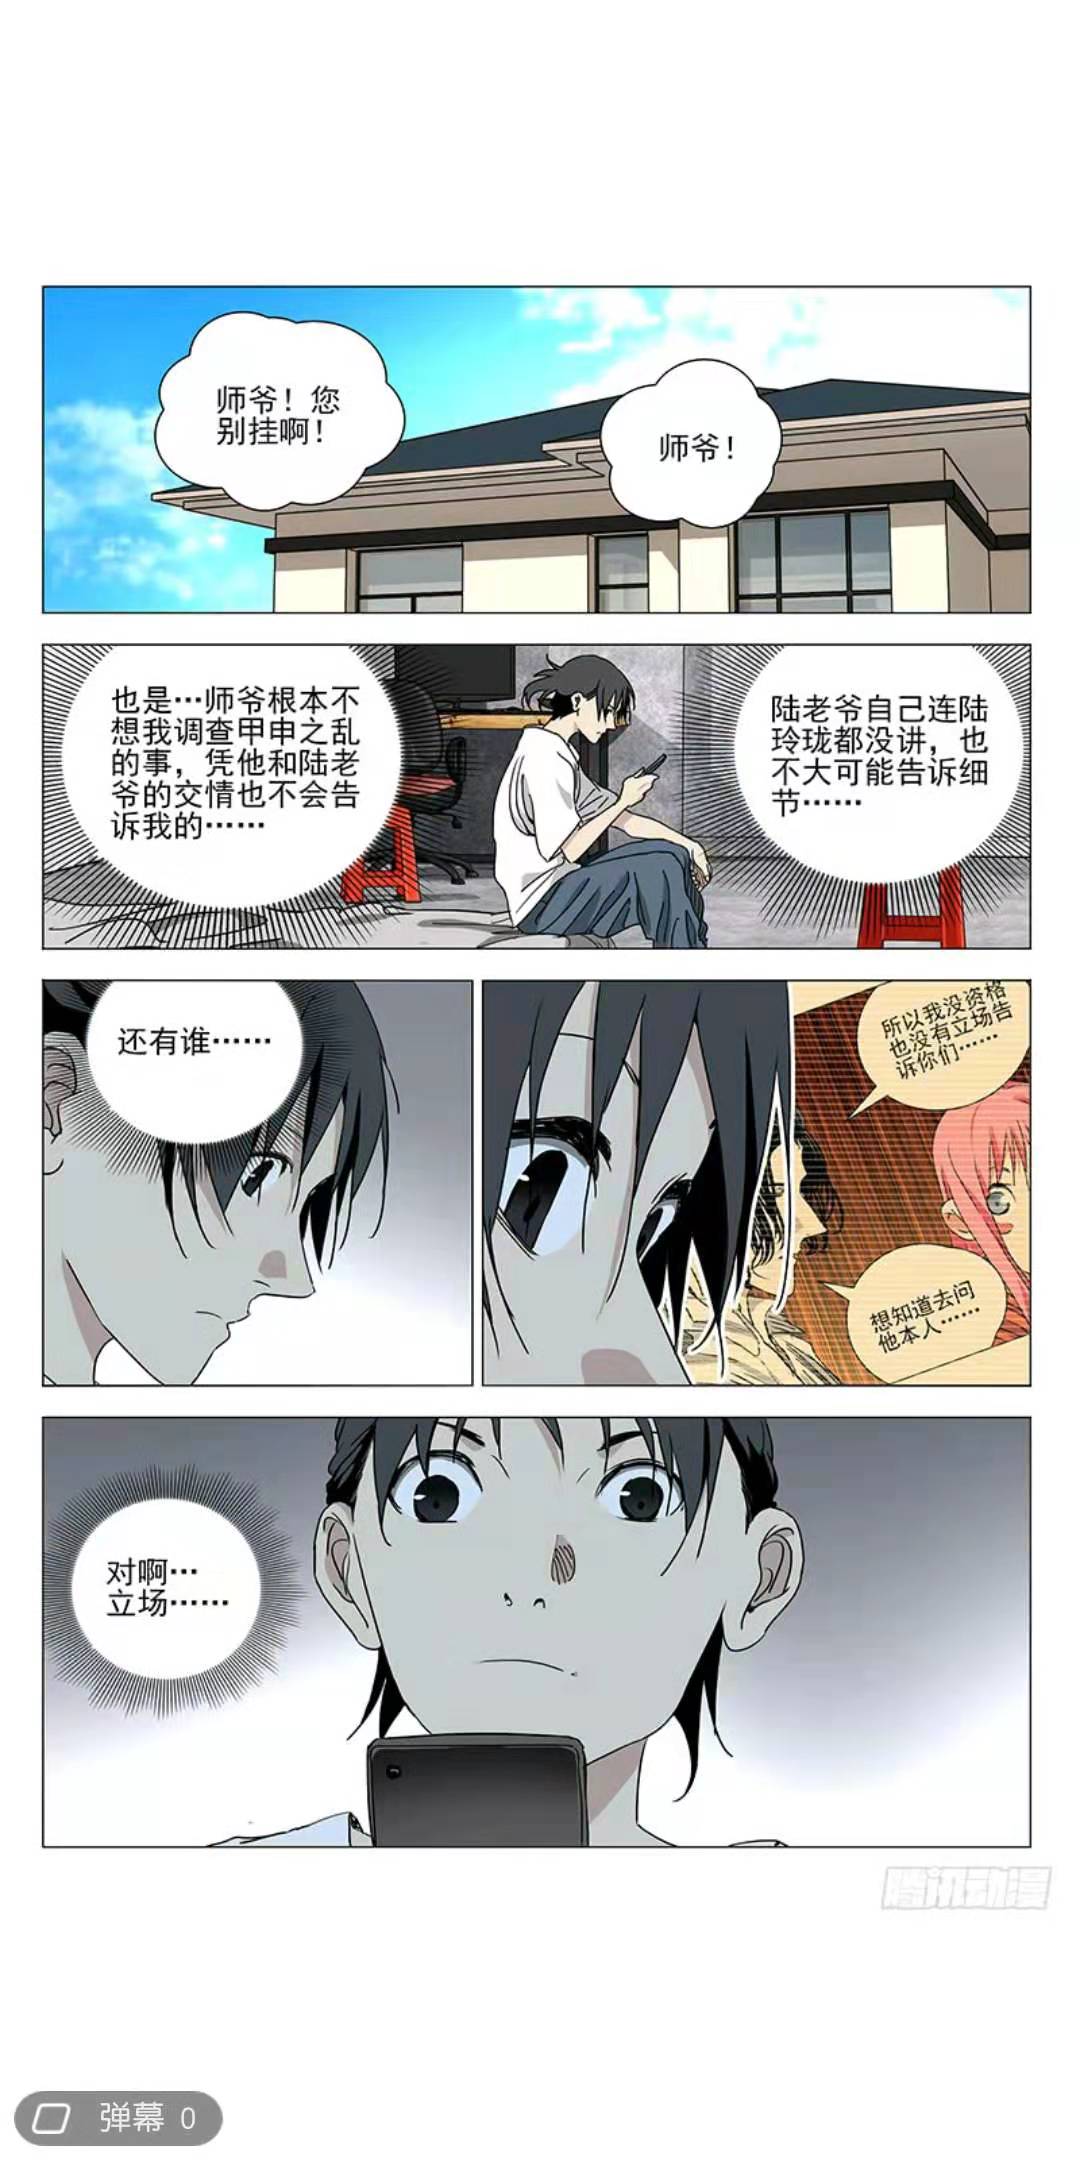 师爷！您
别挂啊！
师爷！
也是…师爷根本不
想我调查甲申之乱
的事，凭他和陆老
爷的交情也不会告
诉我的……
陆老爷自己连陆
玲珑都没讲，也
不大可能告诉细
节……
还有谁……
所以我没资格
也没有立场告
诉你们……
想知道去问
他本人……
对啊…
立场……
腾讯动漫
弹幕 0